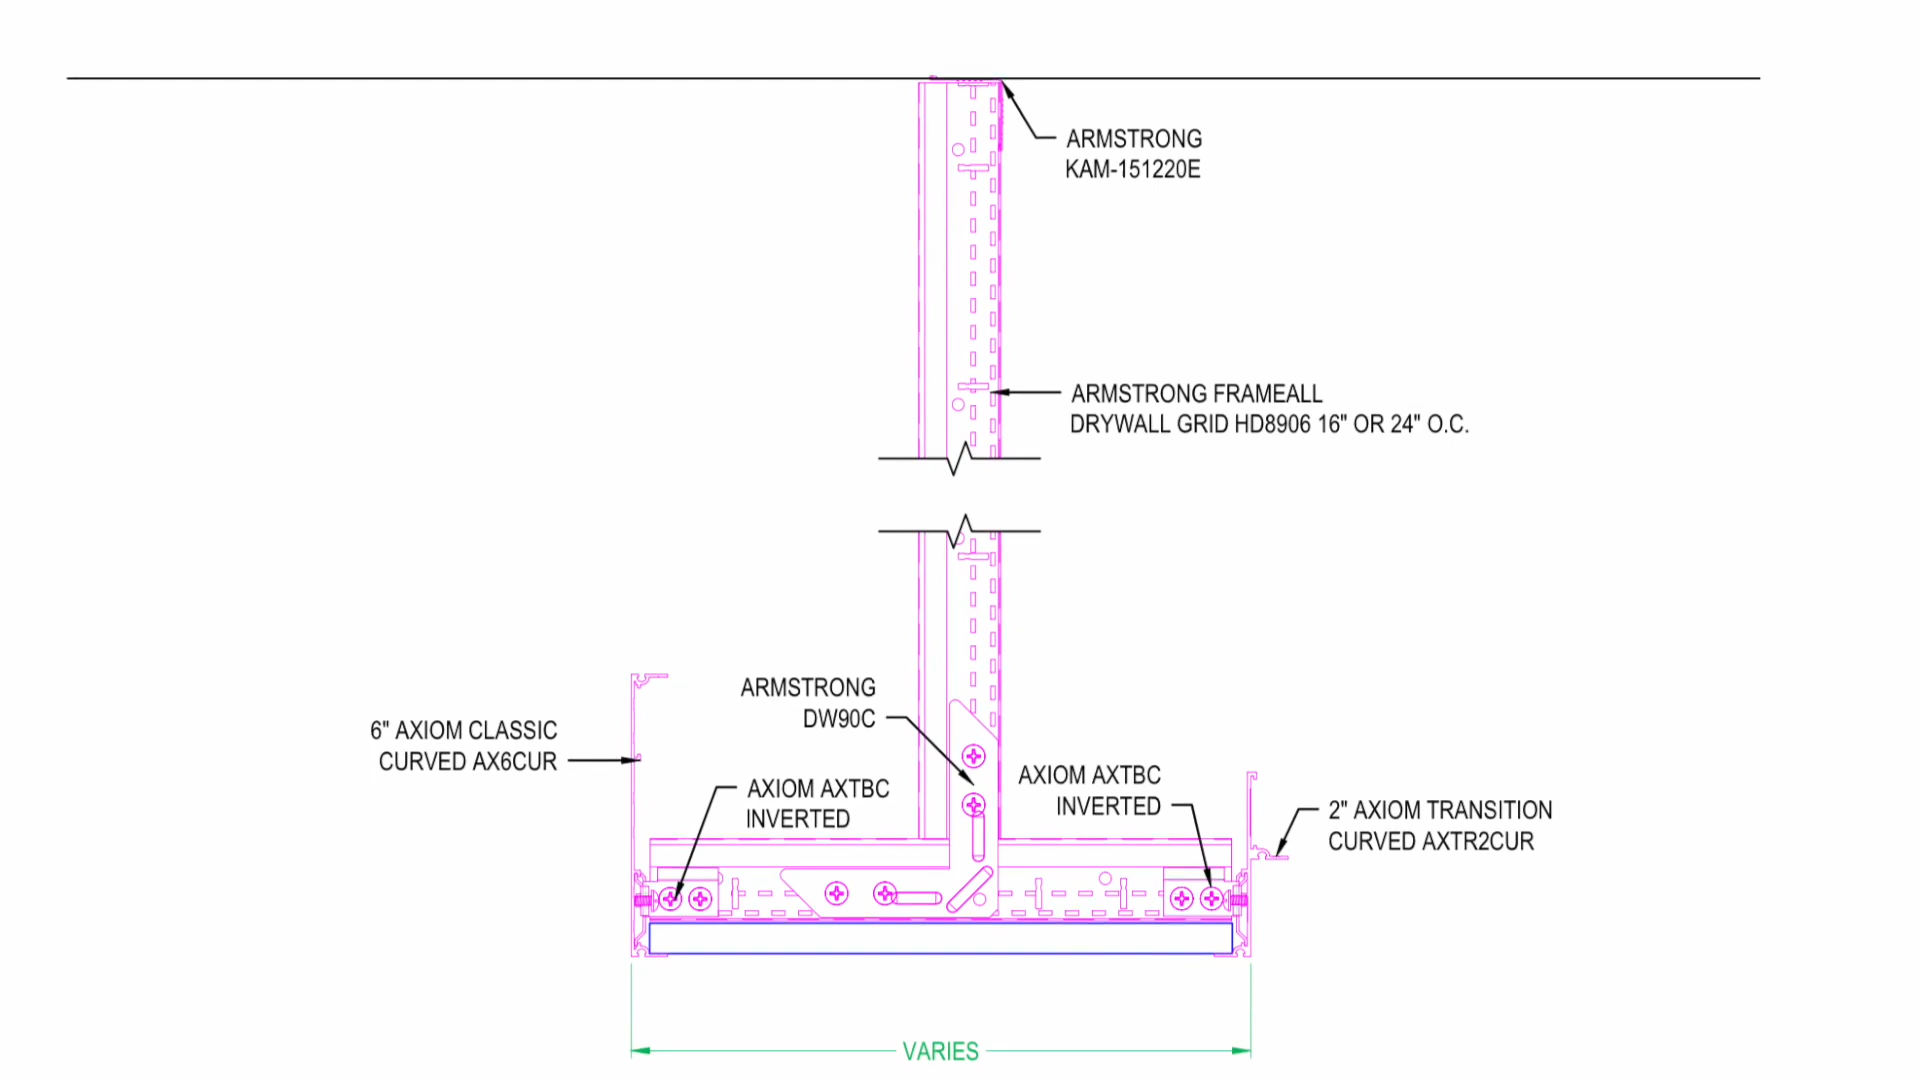 ARMSTRONG
KAM-151220E
ARMSTRONG FRAMEALL
DRYWALL GRID HD8906 16" OR 24" O.C.
ARMSTRONG
DW90C
6" AXIOM CLASSIC
CURVED AX6CUR
AXIOM AXTBC
INVERTED
AXIOM AXTBC
INVERTED
2" AXIOM TRANSITION
CURVED AXTR2CUR
VARIES